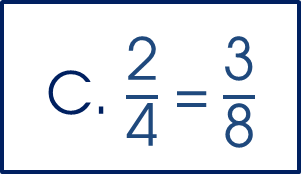 C. 2/4 = 3/8